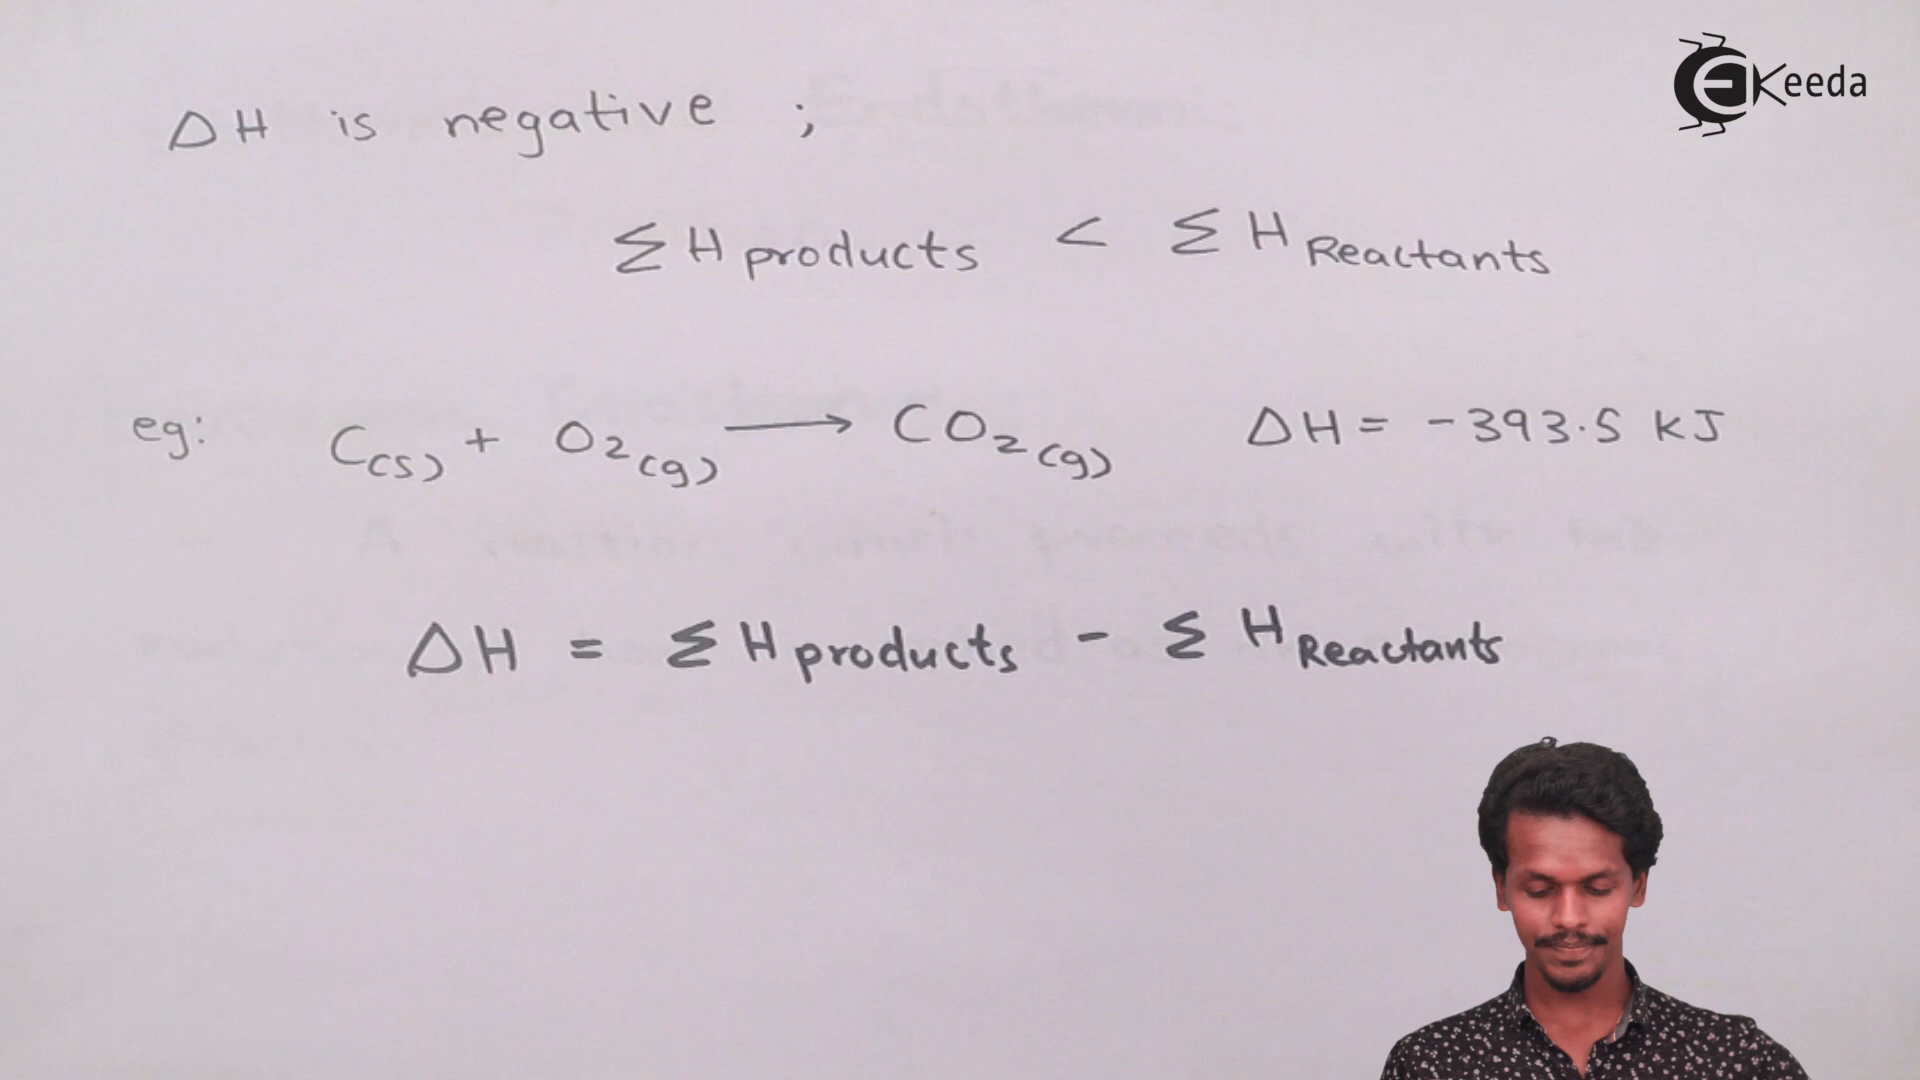 EKeeda
ΔH is negative ;
ΣH products < ΣH Reactants
eg: C(s) + O2(g) ⟶ CO2(g) ΔH = -393.5 kJ
ΔH = ΣH products - ΣH Reactants